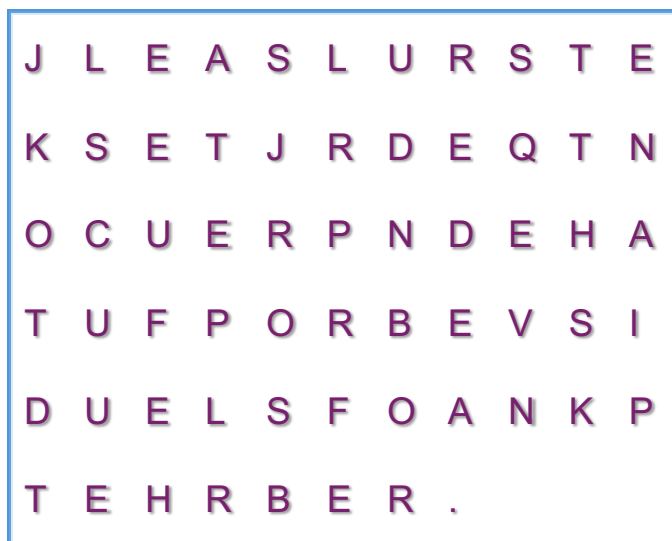 J L E A S L U R S T E
K S E T J R D E Q T N
O C U E R P N D E H A
T U F P O R B E V S I
D U E L S F O A N K P
T E H R B E R .